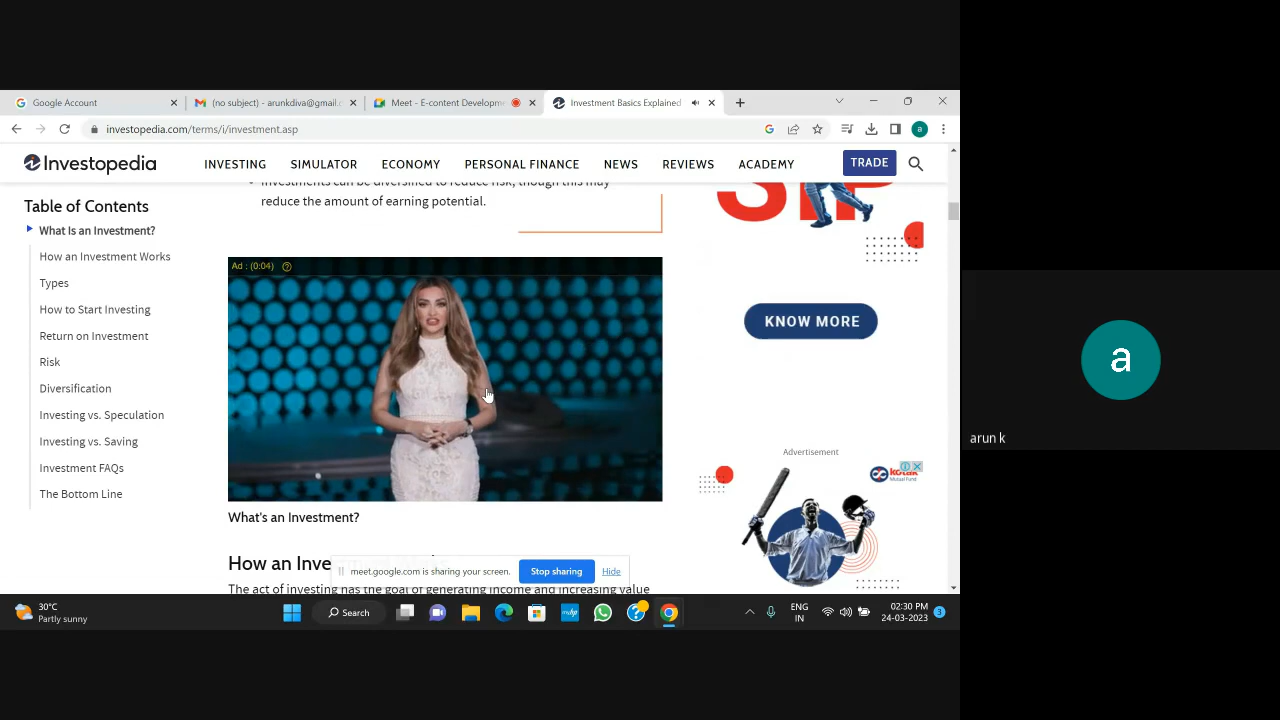 Google Account
(no subject) - arunkdiva@gmail.c
Meet - E-content Developm
Investment Basics Explained
investopedia.com/terms/i/investment.asp
a
Investopedia
INVESTING
SIMULATOR
ECONOMY
PERSONAL FINANCE
NEWS
REVIEWS
ACADEMY
TRADE
Table of Contents
What Is an Investment?
How an Investment Works
Types
How to Start Investing
Return on Investment
Risk
Diversification
Investing vs. Speculation
Investing vs. Saving
Investment FAQs
The Bottom Line
Investments can be diversified to reduce risk, though this may
reduce the amount of earning potential.
Ad : (0:04)
What's an Investment?
How an Inve
The act of investing has the goal of generating income and increasing value
SIP
KNOW MORE
Advertisement
kotak
Mutual Fund
meet.google.com is sharing your screen.
Stop sharing
Hide
30°C
Partly sunny
Search
ENG
IN
02:30 PM
24-03-2023
3
a
arun k